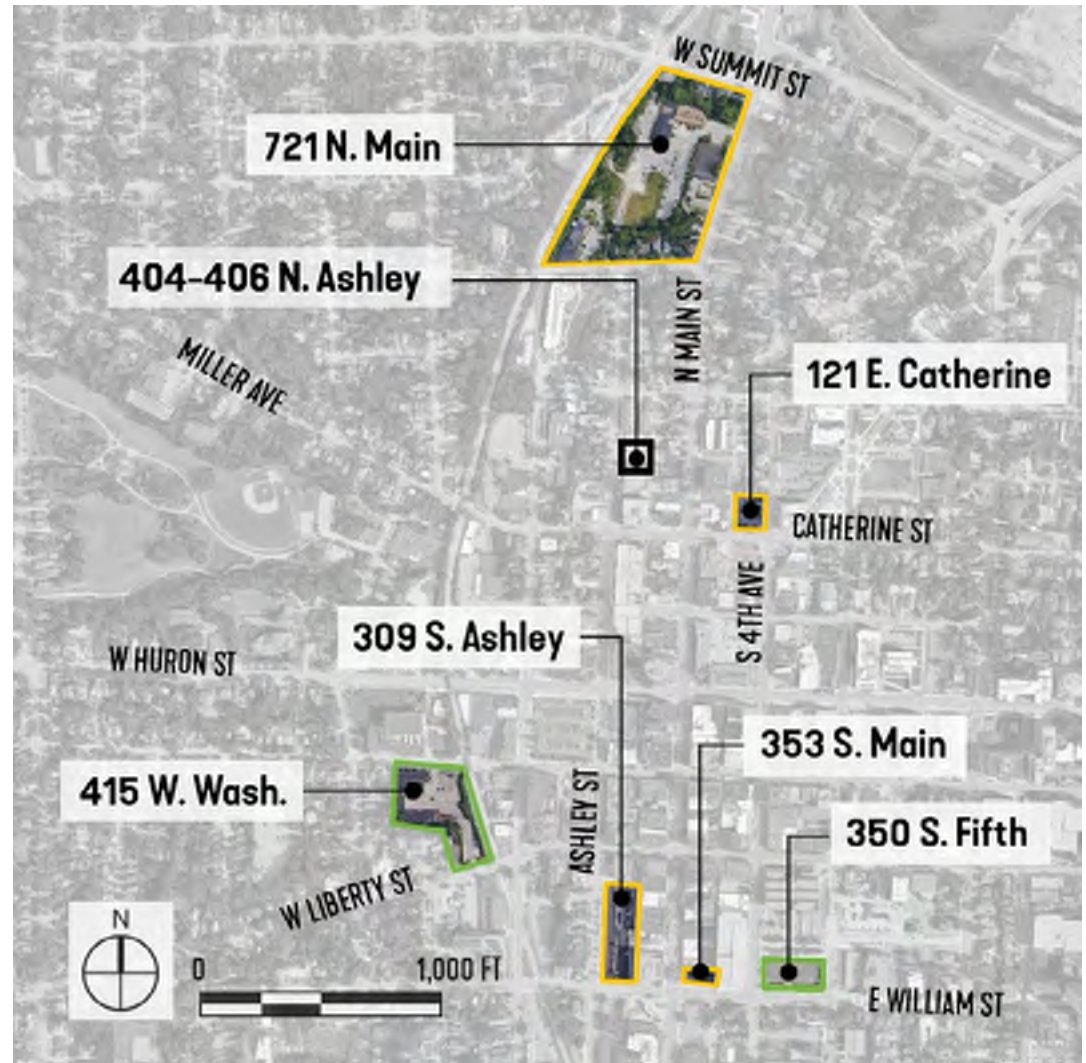 W SUMMIT ST
721 N. Main
404-406 N. Ashley
N MAIN ST
MILLER AVE
121 E. Catherine
CATHERINE ST
S 4TH AVE
309 S. Ashley
W HURON ST
353 S. Main
415 W. Wash.
ASHLEY ST
350 S. Fifth
W LIBERTY ST
N
0 1,000 FT
E WILLIAM ST